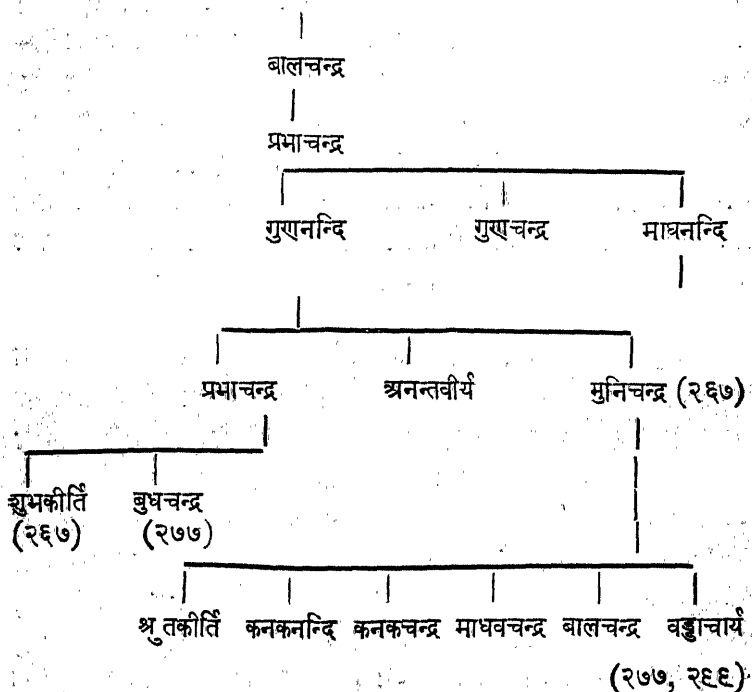 बालचन्द्र
प्रभाचन्द्र
गुणनन्दि गुणचन्द्र माघनन्दि
प्रभाचन्द्र अनन्तवीर्य मुनिचन्द्र (२६७)
शुभकीर्ति बुधचन्द्र
(२६७) (२७७)
श्रुतकीर्ति कनकनन्दि कनकचन्द्र माधवचन्द्र बालचन्द्र वड्डाचार्य
(२७७, २९९)